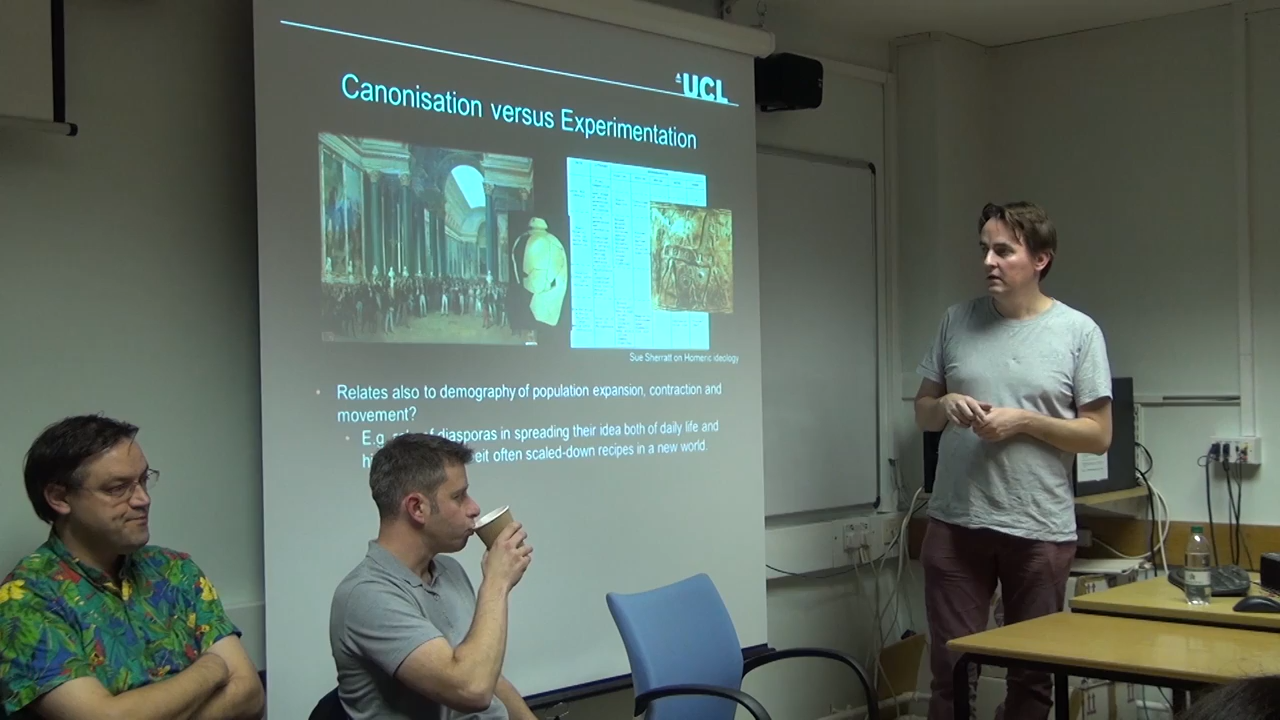 UCL
Canonisation versus Experimentation
Sue Sherratt on Homeric ideology
Relates also to demography of population expansion, contraction and
movement?
E.g. of diasporas in spreading their idea both of daily life and
often scaled-down recipes in a new world.